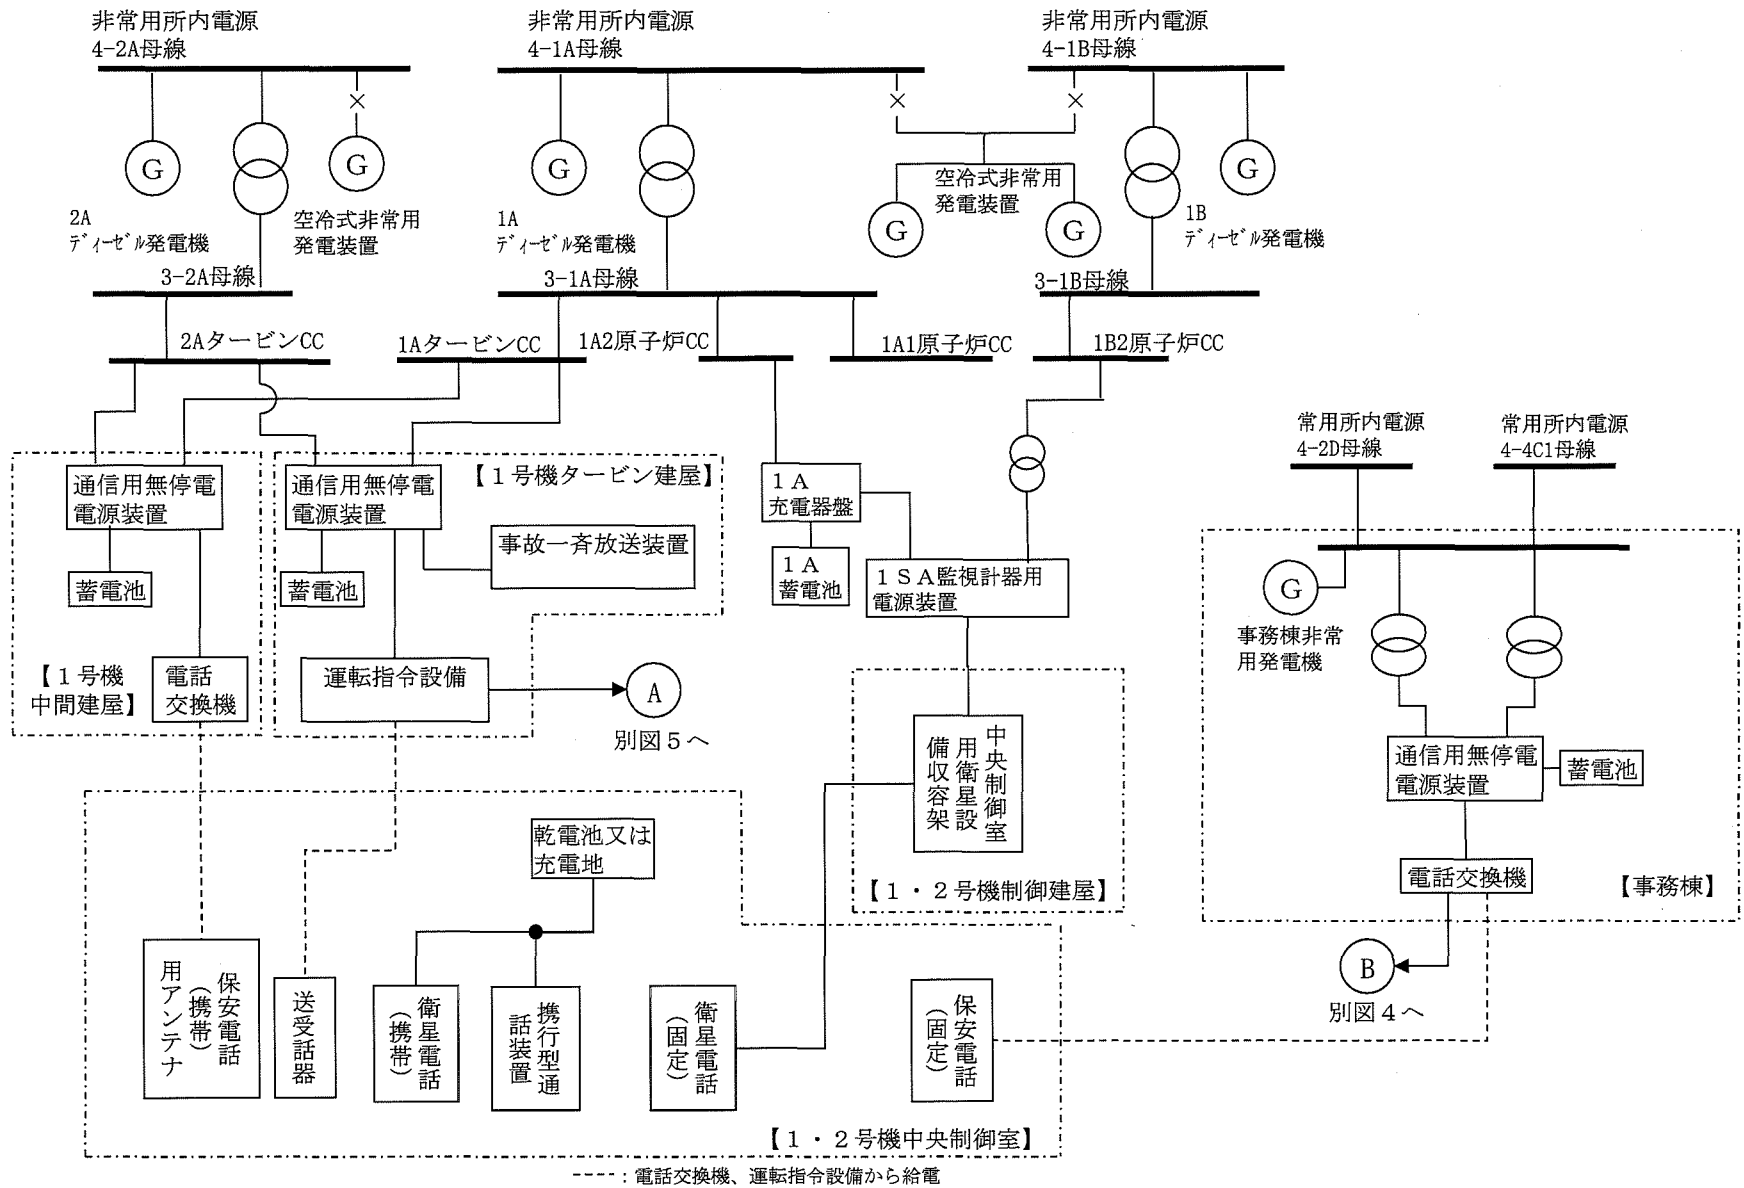 非常用所内電源
4-2A母線
非常用所内電源
4-1A母線
非常用所内電源
4-1B母線
×
×
×
G
G
G
G
G
G
G
2A
ディーゼル発電機
空冷式非常用
発電装置
1A
ディーゼル発電機
空冷式非常用
発電装置
1B
ディーゼル発電機
3-2A母線
3-1A母線
3-1B母線
2AタービンCC
1AタービンCC
1A2原子炉CC
1A1原子炉CC
1B2原子炉CC
常用所内電源
4-2D母線
常用所内電源
4-4C1母線
通信用無停電
電源装置
蓄電池
【１号機
中間建屋】
電話
交換機
通信用無停電
電源装置
【１号機タービン建屋】
事故一斉放送装置
蓄電池
運転指令設備
A
別図５へ
１Ａ
充電器盤
１Ａ
蓄電池
１ＳＡ監視計器用
電源装置
中央制御室
用衛星設
備収容架
【１・２号機制御建屋】
G
事務棟非常
用発電機
通信用無停電
電源装置
蓄電池
電話交換機
【事務棟】
B
別図４へ
乾電池又は
充電地
保安電話
(携帯)
用アンテナ
送受話器
衛星電話
(携帯)
携行型通
話装置
衛星電話
(固定)
保安電話
(固定)
【１・２号機中央制御室】
----：電話交換機、運転指令設備から給電